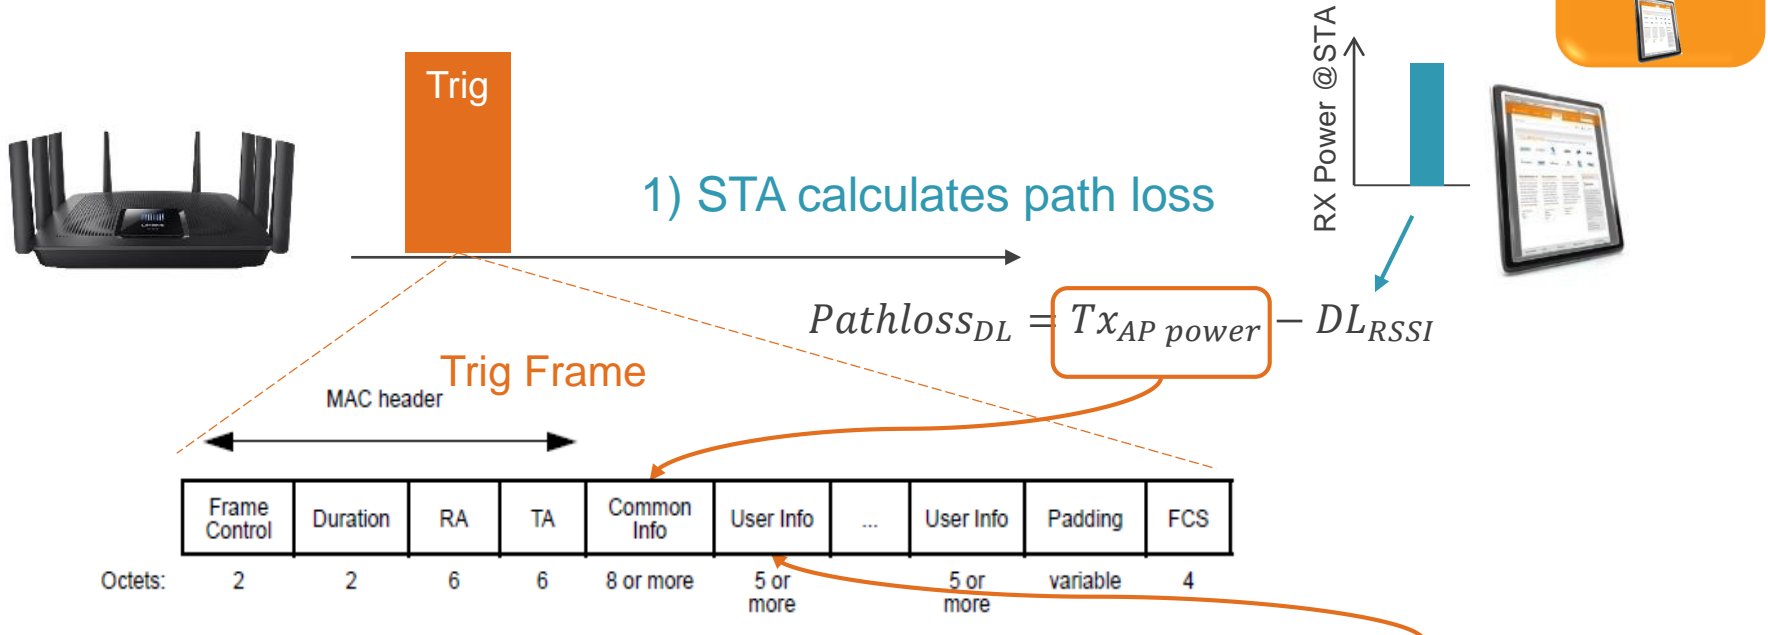 Trig
RX Power @STA
1) STA calculates path loss
Pathloss_DL = Tx_AP power − DL_RSSI
Trig Frame
MAC header
Frame Control Duration RA TA Common Info User Info ... User Info Padding FCS
Octets: 2 2 6 6 8 or more 5 or more 5 or more variable 4